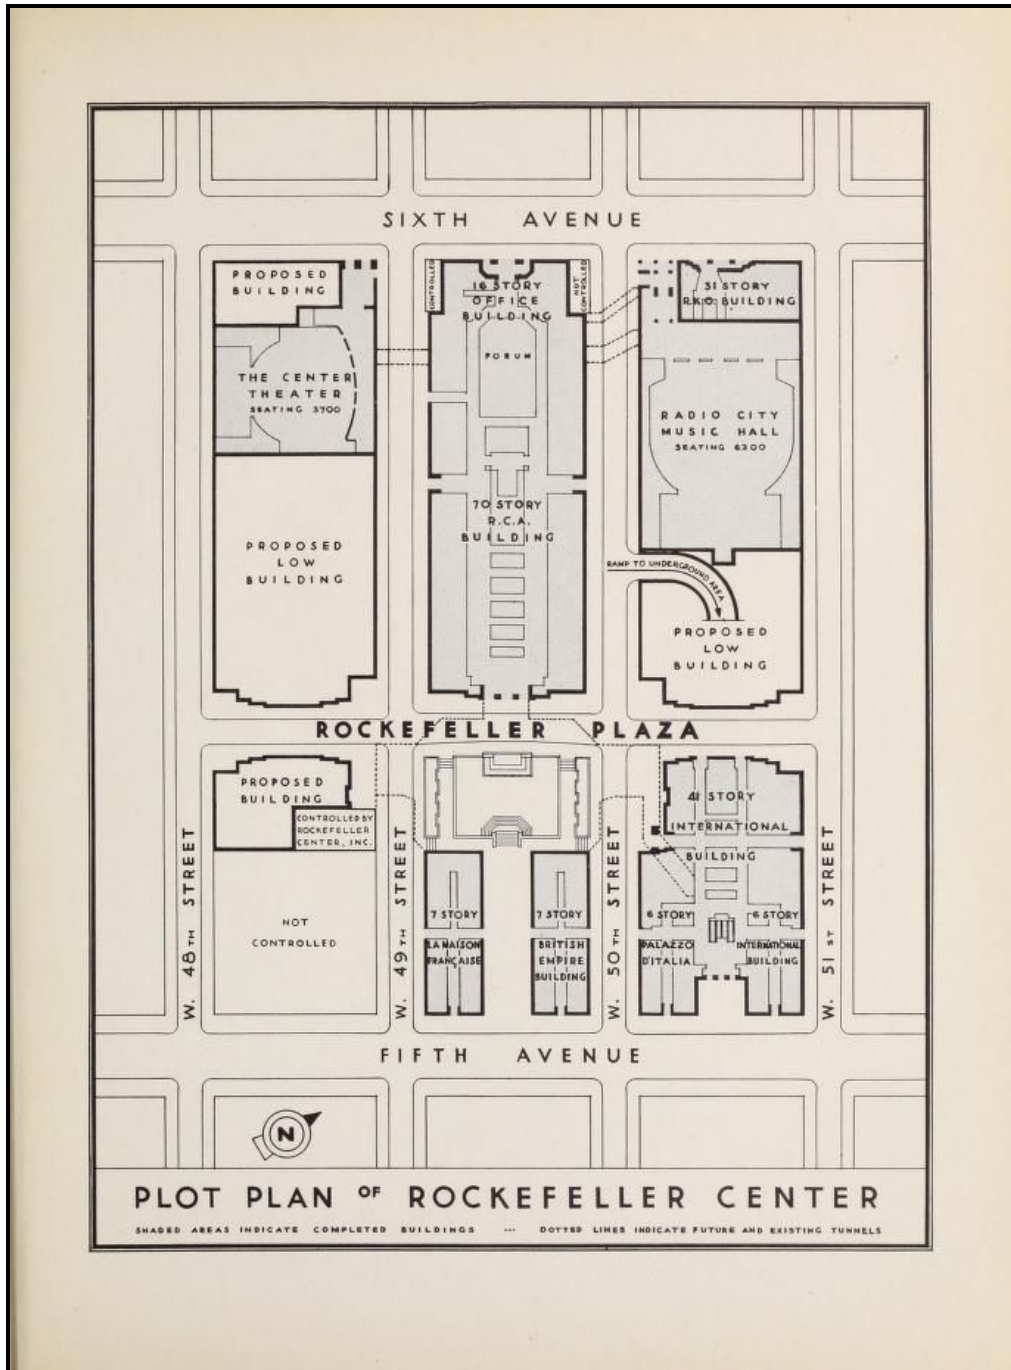 SIXTH AVENUE
PROPOSED
BUILDING
CONTROLLED
16 STORY
OFFICE
BUILDING
NOT
CONTROLLED
31 STORY
R.K.O. BUILDING
FORUM
THE CENTER
THEATER
SEATING 3700
RADIO CITY
MUSIC HALL
SEATING 6200
70 STORY
R.C.A.
BUILDING
PROPOSED
LOW
BUILDING
RAMP TO UNDERGROUND AREA
PROPOSED
LOW
BUILDING
ROCKEFELLER PLAZA
PROPOSED
BUILDING
CONTROLLED BY
ROCKEFELLER
CENTER, INC.
NOT
CONTROLLED
41 STORY
INTERNATIONAL
BUILDING
7 STORY
LA MAISON
FRANÇAISE
7 STORY
BRITISH
EMPIRE
BUILDING
6 STORY
PALAZZO
D'ITALIA
6 STORY
INTERNATIONAL
BUILDING
W. 48TH STREET
W. 49TH STREET
W. 50TH STREET
W. 51ST STREET
FIFTH AVENUE
N
PLOT PLAN OF ROCKEFELLER CENTER
SHADED AREAS INDICATE COMPLETED BUILDINGS ... DOTTED LINES INDICATE FUTURE AND EXISTING TUNNELS